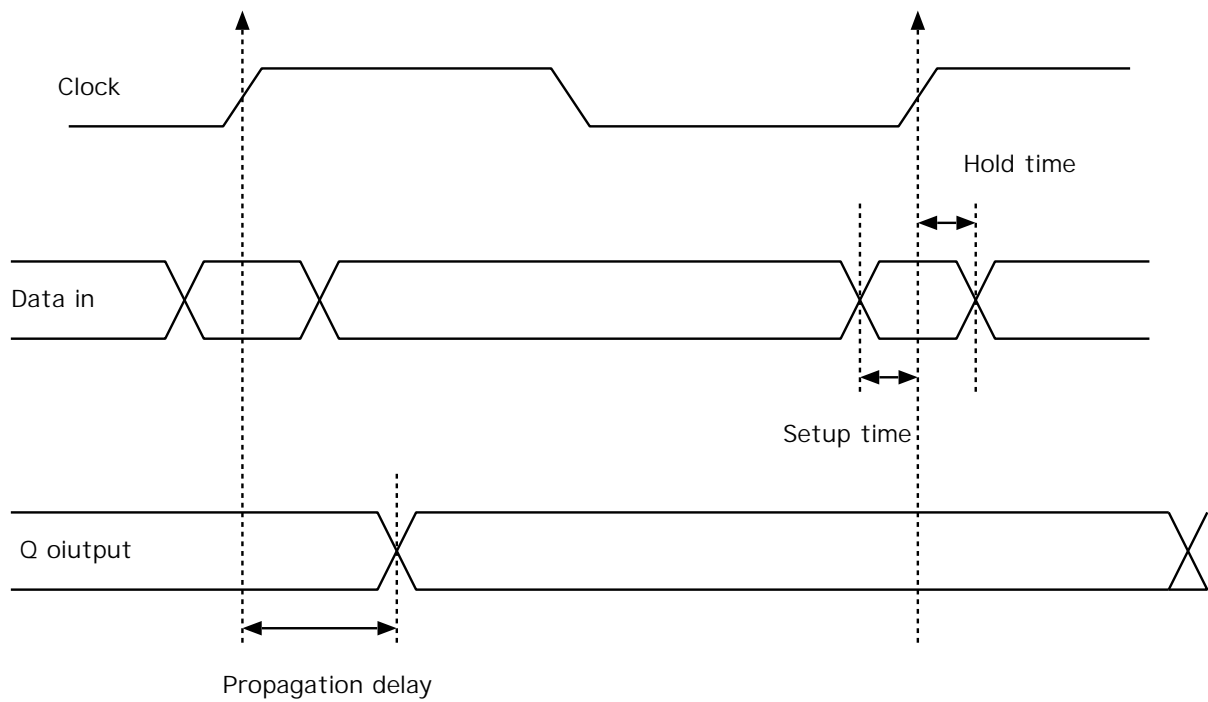 Clock
Hold time
Data in
Setup time
Q oiutput
Propagation delay